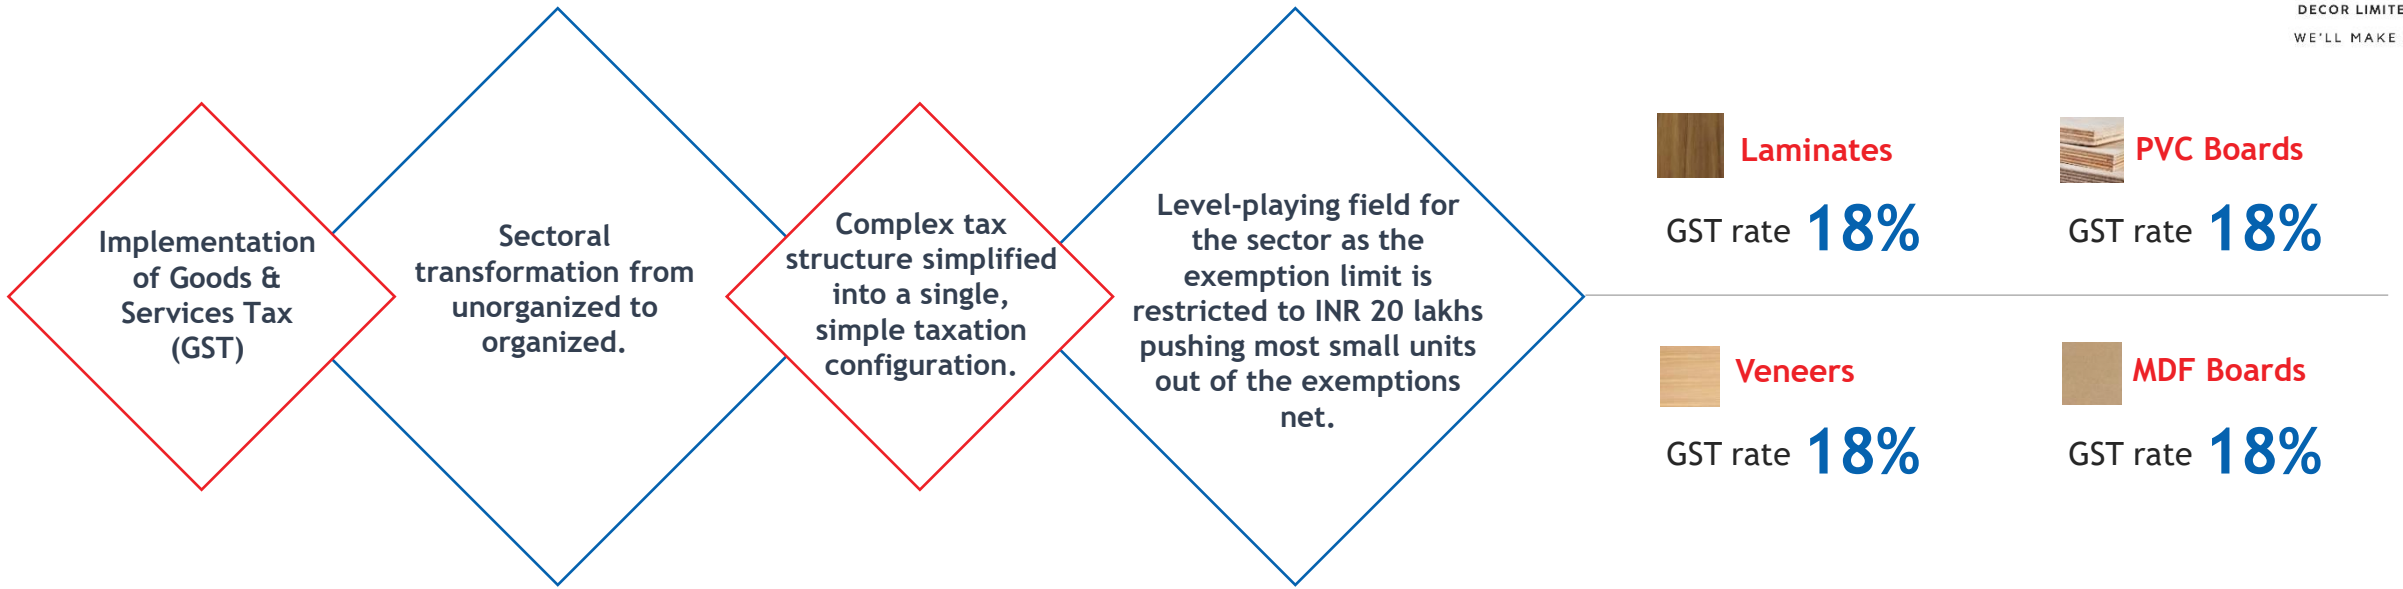 DECOR LIMITE
WE'LL MAKE
Implementation
of Goods &
Services Tax
(GST)
Sectoral
transformation from
unorganized to
organized.
Complex tax
structure simplified
into a single,
simple taxation
configuration.
Level-playing field for
the sector as the
exemption limit is
restricted to INR 20 lakhs
pushing most small units
out of the exemptions
net.
Laminates
GST rate 18%
PVC Boards
GST rate 18%
Veneers
GST rate 18%
MDF Boards
GST rate 18%